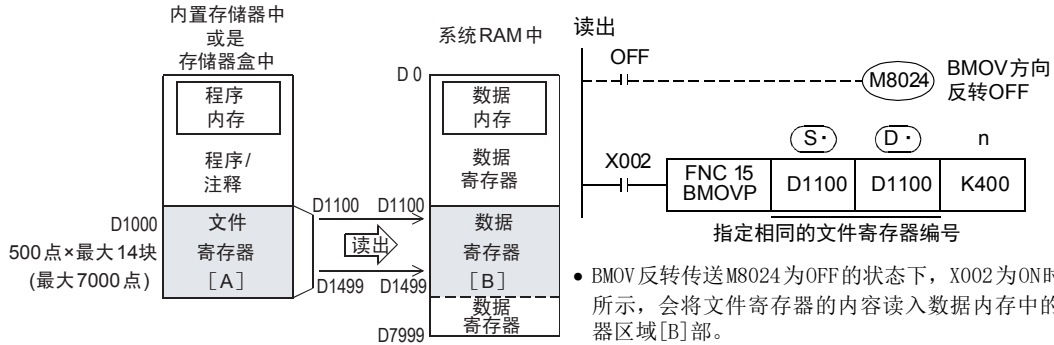 内置存储器中
或是
存储器盒中
程序
内存
程序/
注释
D1000
500点×最大14块
(最大7000点)
文件
寄存器
[A]
D1100 D1100
读出
D1499 D1499
系统RAM中
D 0
数据
内存
数据
寄存器
数据
寄存器
[B]
数据
寄存器
D7999
读出
OFF
M8024
BMOV方向
反转OFF
S· D· n
X002
FNC 15
BMOVP
D1100 D1100 K400
指定相同的文件寄存器编号
• BMOV反转传送M8024为OFF的状态下，X002为ON时
所示，会将文件寄存器的内容读入数据内存中的
器区域[B]部。